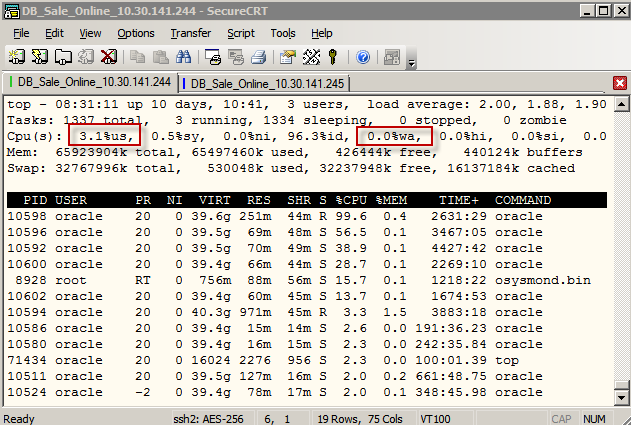 DB_Sale_Online_10.30.141.244 - SecureCRT
File Edit View Options Transfer Script Tools Help
DB_Sale_Online_10.30.141.244 DB_Sale_Online_10.30.141.245
top - 08:31:11 up 10 days, 10:41, 3 users, load average: 2.00, 1.88, 1.90
Tasks: 1337 total, 3 running, 1334 sleeping, 0 stopped, 0 zombie
Cpu(s): 3.1%us, 0.5%sy, 0.0%ni, 96.3%id, 0.0%wa, 0.0%hi, 0.0%si, 0.0
Mem: 65923904k total, 65497460k used, 426444k free, 440124k buffers
Swap: 32767996k total, 530048k used, 32237948k free, 16137184k cached
PID USER PR NI VIRT RES SHR S %CPU %MEM TIME+ COMMAND
10598 oracle 20 0 39.6g 251m 44m R 99.6 0.4 2631:29 oracle
10596 oracle 20 0 39.5g 69m 48m S 56.5 0.1 3467:05 oracle
10592 oracle 20 0 39.5g 70m 49m S 38.9 0.1 4427:42 oracle
10600 oracle 20 0 39.4g 66m 44m S 28.7 0.1 2269:10 oracle
8928 root RT 0 756m 88m 56m S 15.7 0.1 1218:22 osysmond.bin
10602 oracle 20 0 39.4g 60m 45m S 13.7 0.1 1674:53 oracle
10594 oracle 20 0 40.3g 971m 45m R 3.3 1.5 3883:18 oracle
10586 oracle 20 0 39.4g 15m 14m S 2.6 0.0 191:36.23 oracle
10580 oracle 20 0 39.4g 16m 15m S 2.3 0.0 242:35.84 oracle
71434 oracle 20 0 16024 2276 956 S 2.3 0.0 100:01.39 top
10511 oracle 20 0 39.5g 127m 16m S 2.0 0.2 661:48.75 oracle
10524 oracle -2 0 39.4g 78m 17m S 2.0 0.1 348:45.98 oracle
Ready ssh2: AES-256 6, 1 19 Rows, 75 Cols VT100 CAP NUM